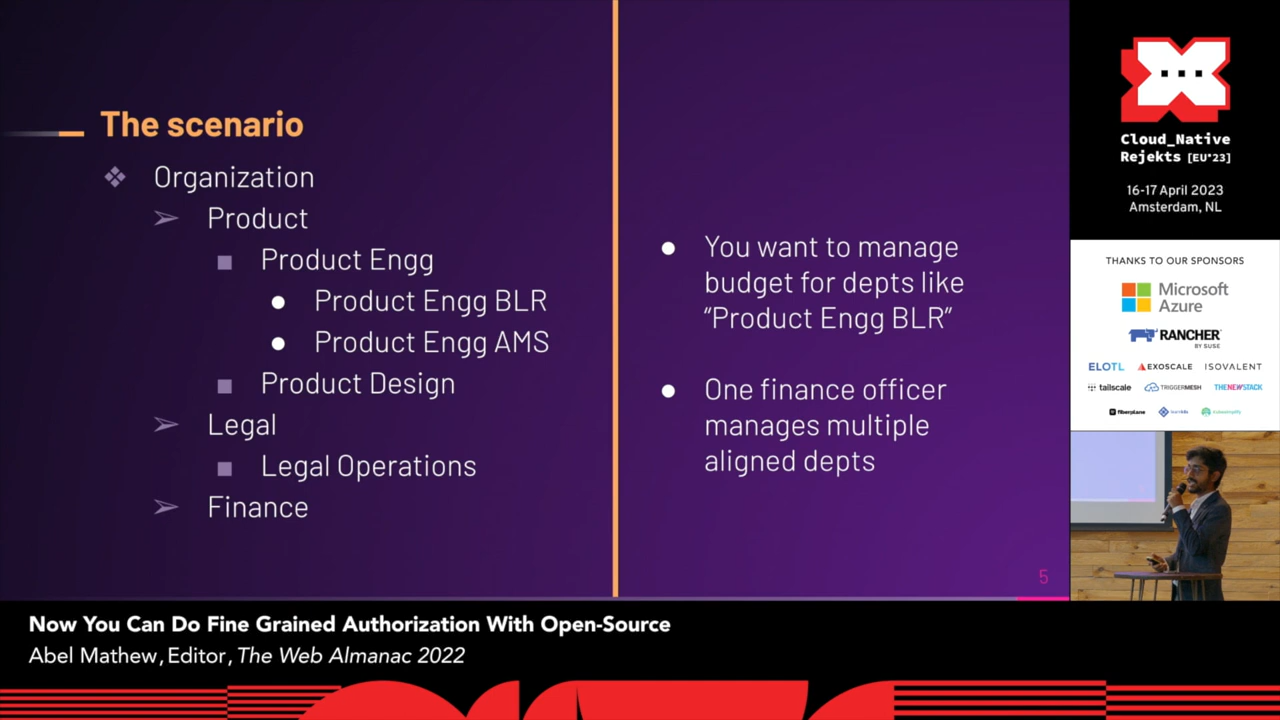 The scenario
Organization
Product
Product Engg
Product Engg BLR
Product Engg AMS
Product Design
Legal
Legal Operations
Finance
You want to manage
budget for depts like
“Product Engg BLR”
One finance officer
manages multiple
aligned depts
5
Cloud_Native
Rejekts [EU'23]
16-17 April 2023
Amsterdam, NL
THANKS TO OUR SPONSORS
Microsoft
Azure
RANCHER
BY SUSE
ELOTL EXOSCALE ISOVALENT
tailscale TRIGGERMESH THENEWSTACK
fiberplane
Now You Can Do Fine Grained Authorization With Open-Source
Abel Mathew, Editor, The Web Almanac 2022